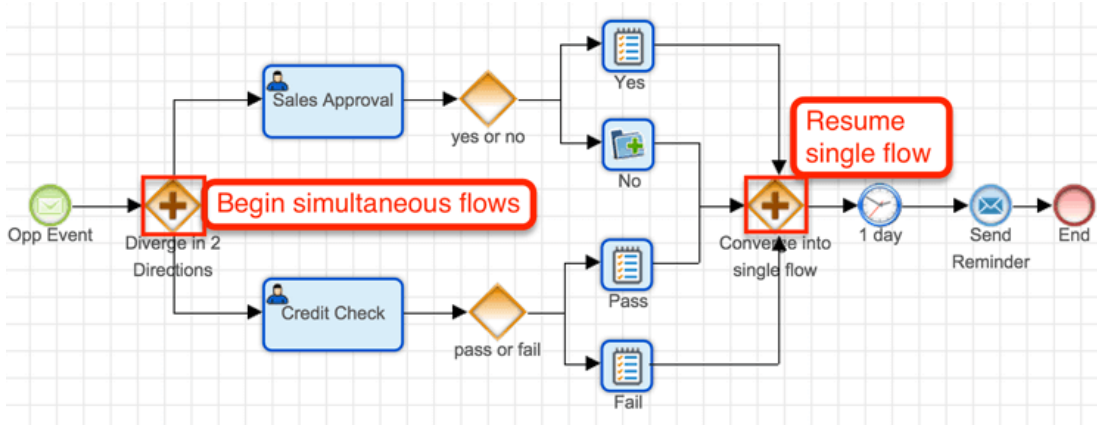 Yes
Sales Approval
yes or no
Resume
single flow
No
Begin simultaneous flows
Opp Event
Diverge in 2
Directions
Converge into
single flow
1 day
Send
Reminder
End
Pass
Credit Check
pass or fail
Fail